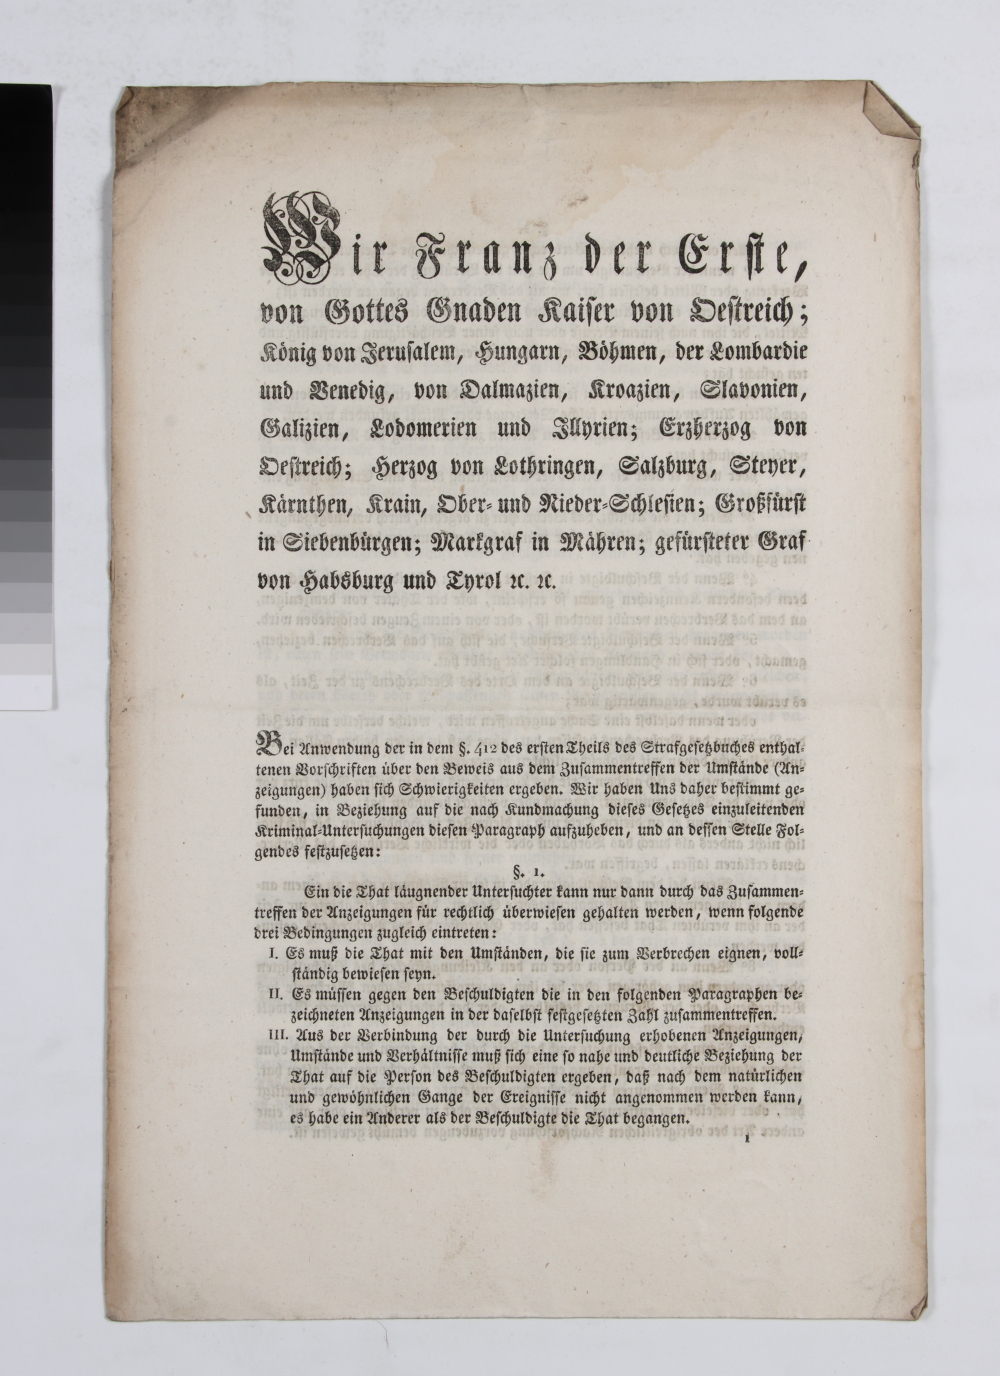 Wir Franz der Erste,
von Gottes Gnaden Kaiser von Oestreich;
König von Jerusalem, Hungarn, Böhmen, der Lombardie
und Venedig, von Dalmazien, Kroazien, Slavonien,
Galizien, Lodomerien und Illyrien; Erzherzog von
Oestreich; Herzog von Lothringen, Salzburg, Steyer,
Kärnthen, Krain, Ober- und Nieder-Schlesien; Großfürst
in Siebenbürgen; Markgraf in Mähren; gefürsteter Graf
von Habsburg und Tyrol ꝛc. ꝛc.
Bei Anwendung der in dem §. 412 des ersten Theils des Strafgesetzbuches enthal-
tenen Vorschriften über den Beweis aus dem Zusammentreffen der Umstände (An-
zeigungen) haben sich Schwierigkeiten ergeben. Wir haben Uns daher bestimmt ge-
funden, in Beziehung auf die nach Kundmachung dieses Gesetzes einzuleitenden
Kriminal-Untersuchungen diesen Paragraph aufzuheben, und an dessen Stelle Fol-
gendes festzusetzen:
§. 1.
Ein die That läugnender Untersuchter kann nur dann durch das Zusammen-
treffen der Anzeigungen für rechtlich überwiesen gehalten werden, wenn folgende
drei Bedingungen zugleich eintreten:
I. Es muß die That mit den Umständen, die sie zum Verbrechen eignen, voll-
ständig bewiesen seyn.
II. Es müssen gegen den Beschuldigten die in den folgenden Paragraphen be-
zeichneten Anzeigungen in der daselbst festgesetzten Zahl zusammentreffen.
III. Aus der Verbindung der durch die Untersuchung erhobenen Anzeigungen,
Umstände und Verhältnisse muß sich eine so nahe und deutliche Beziehung der
That auf die Person des Beschuldigten ergeben, daß nach dem natürlichen
und gewöhnlichen Gange der Ereignisse nicht angenommen werden kann,
es habe ein Anderer als der Beschuldigte die That begangen.
1